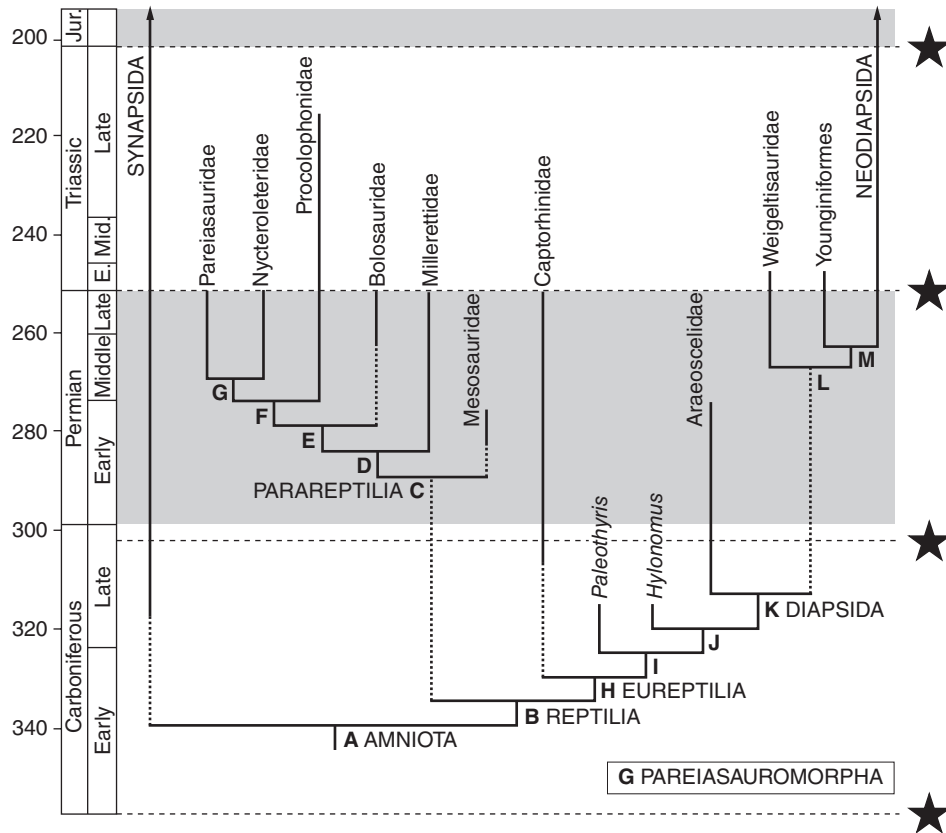 Jur.
Triassic
Late
Mid.
E.
Permian
Late
Middle
Early
Carboniferous
Late
Early
200
220
240
260
280
300
320
340
SYNAPSIDA
Pareiasauridae
Nycteroleteridae
Procolophonidae
Bolosauridae
Millerettidae
Mesosauridae
Captorhinidae
Paleothyris
Hylonomus
Araeoscelidae
Weigeltisauridae
Younginiformes
NEODIAPSIDA
M
L
G
F
E
D
PARAREPTILIA C
K DIAPSIDA
J
I
H EUREPTILIA
B REPTILIA
A AMNIOTA
G PAREIASAUROMORPHA